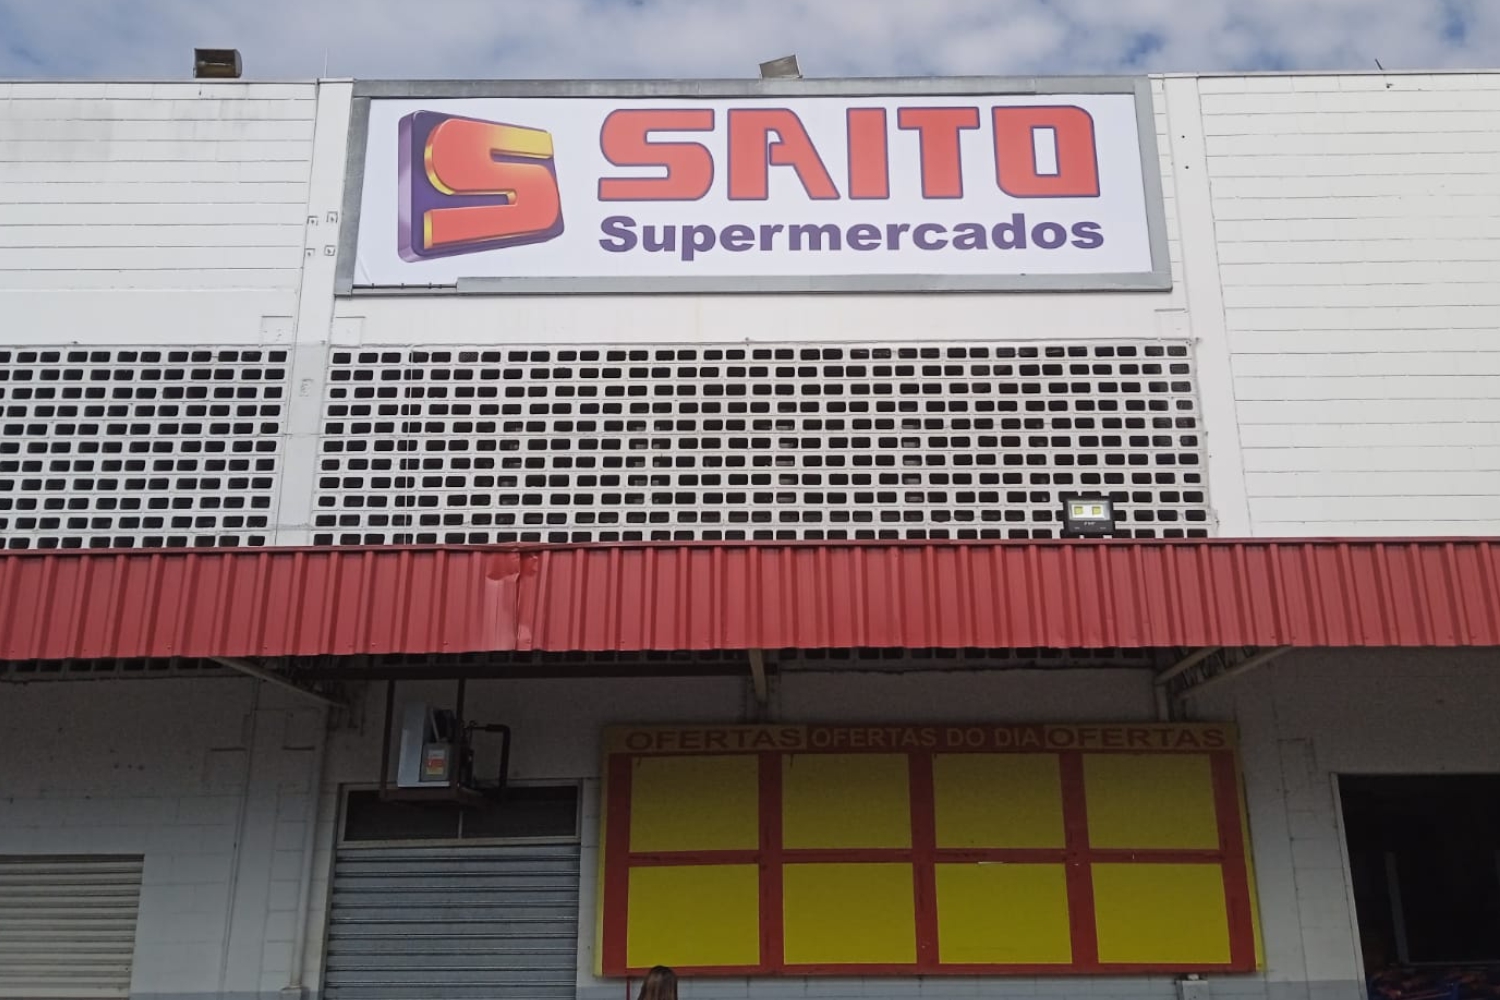 S SAITO
Supermercados
OFERTAS OFERTAS DO DIA OFERTAS